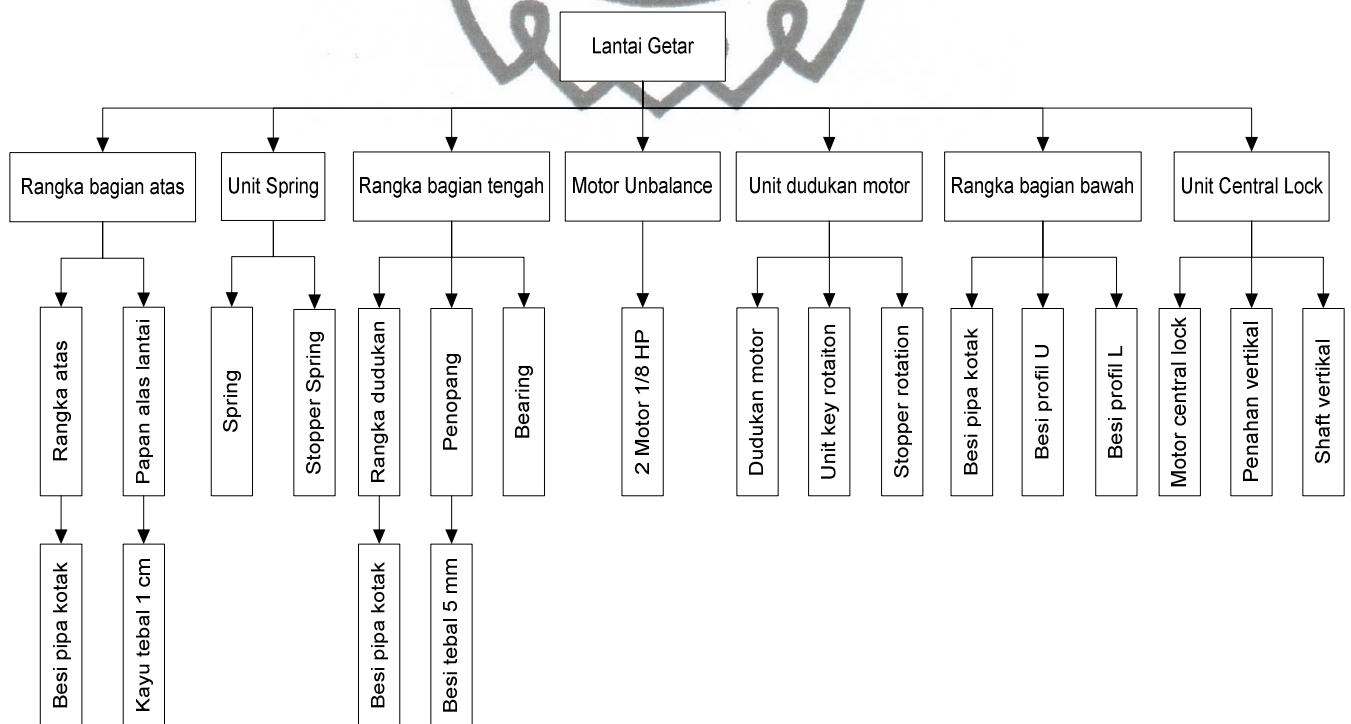 Lantai Getar
Rangka bagian atas
Unit Spring
Rangka bagian tengah
Motor Unbalance
Unit dudukan motor
Rangka bagian bawah
Unit Central Lock
Rangka atas
Papan alas lantai
Spring
Stopper Spring
Rangka dudukan
Penopang
Bearing
2 Motor 1/8 HP
Dudukan motor
Unit key rotaiton
Stopper rotation
Besi pipa kotak
Besi profil U
Besi profil L
Motor central lock
Penahan vertikal
Shaft vertikal
Besi pipa kotak
Kayu tebal 1 cm
Besi pipa kotak
Besi tebal 5 mm